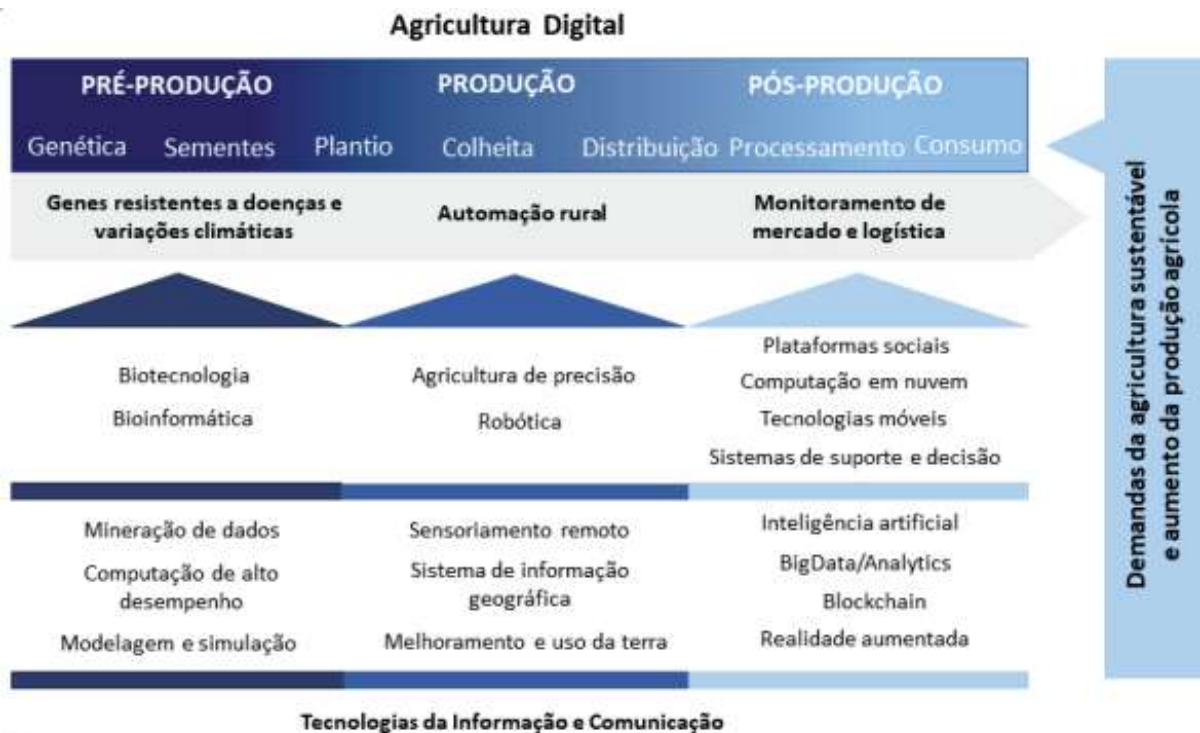 Agricultura Digital
PRÉ-PRODUÇÃO PRODUÇÃO PÓS-PRODUÇÃO
Genética Sementes Plantio Colheita Distribuição Processamento Consumo
Genes resistentes a doenças e
variações climáticas
Automação rural
Monitoramento de
mercado e logística
Biotecnologia
Bioinformática
Agricultura de precisão
Robótica
Plataformas sociais
Computação em nuvem
Tecnologias móveis
Sistemas de suporte e decisão
Mineração de dados
Computação de alto
desempenho
Modelagem e simulação
Sensoriamento remoto
Sistema de informação
geográfica
Melhoramento e uso da terra
Inteligência artificial
BigData/Analytics
Blockchain
Realidade aumentada
Tecnologias da Informação e Comunicação
Demandas da agricultura sustentável
e aumento da produção agrícola